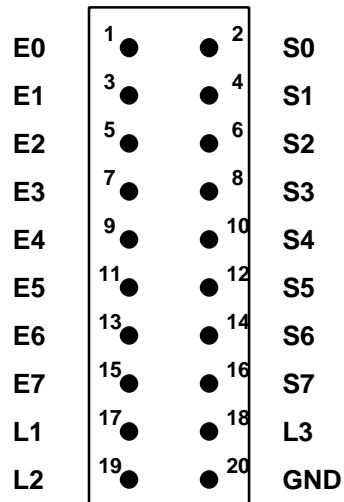 E0 1 2 S0
E1 3 4 S1
E2 5 6 S2
E3 7 8 S3
E4 9 10 S4
E5 11 12 S5
E6 13 14 S6
E7 15 16 S7
L1 17 18 L3
L2 19 20 GND